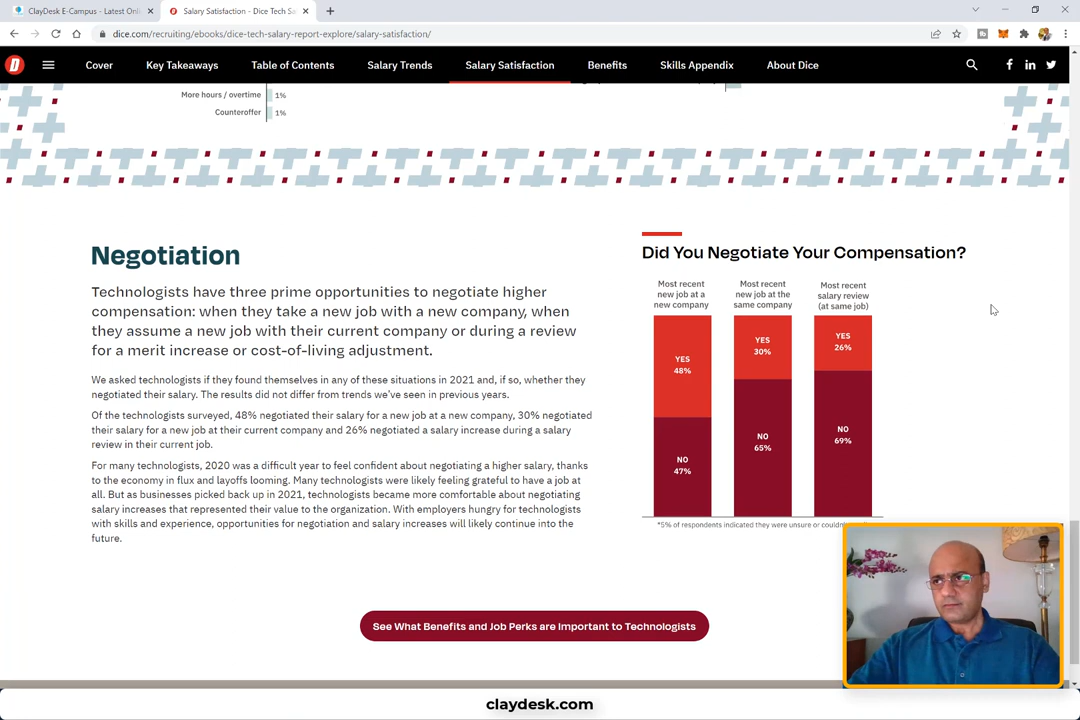 ClayDesk E-Campus - Latest Onli
Salary Satisfaction - Dice Tech Sa
dice.com/recruiting/ebooks/dice-tech-salary-report-explore/salary-satisfaction/
Cover
Key Takeaways
Table of Contents
Salary Trends
Salary Satisfaction
Benefits
Skills Appendix
About Dice
More hours / overtime 1%
Counteroffer 1%
Negotiation
Technologists have three prime opportunities to negotiate higher
compensation: when they take a new job with a new company, when
they assume a new job with their current company or during a review
for a merit increase or cost-of-living adjustment.
We asked technologists if they found themselves in any of these situations in 2021 and, if so, whether they
negotiated their salary. The results did not differ from trends we've seen in previous years.
Of the technologists surveyed, 48% negotiated their salary for a new job at a new company, 30% negotiated
their salary for a new job at their current company and 26% negotiated a salary increase during a salary
review in their current job.
For many technologists, 2020 was a difficult year to feel confident about negotiating a higher salary, thanks
to the economy in flux and layoffs looming. Many technologists were likely feeling grateful to have a job at
all. But as businesses picked back up in 2021, technologists became more comfortable about negotiating
salary increases that represented their value to the organization. With employers hungry for technologists
with skills and experience, opportunities for negotiation and salary increases will likely continue into the
future.
Did You Negotiate Your Compensation?
Most recent
new job at a
new company
YES
48%
NO
47%
Most recent
new job at the
same company
YES
30%
NO
65%
Most recent
salary review
(at same job)
YES
26%
NO
69%
*5% of respondents indicated they were unsure or
See What Benefits and Job Perks are Important to Technologists
claydesk.com